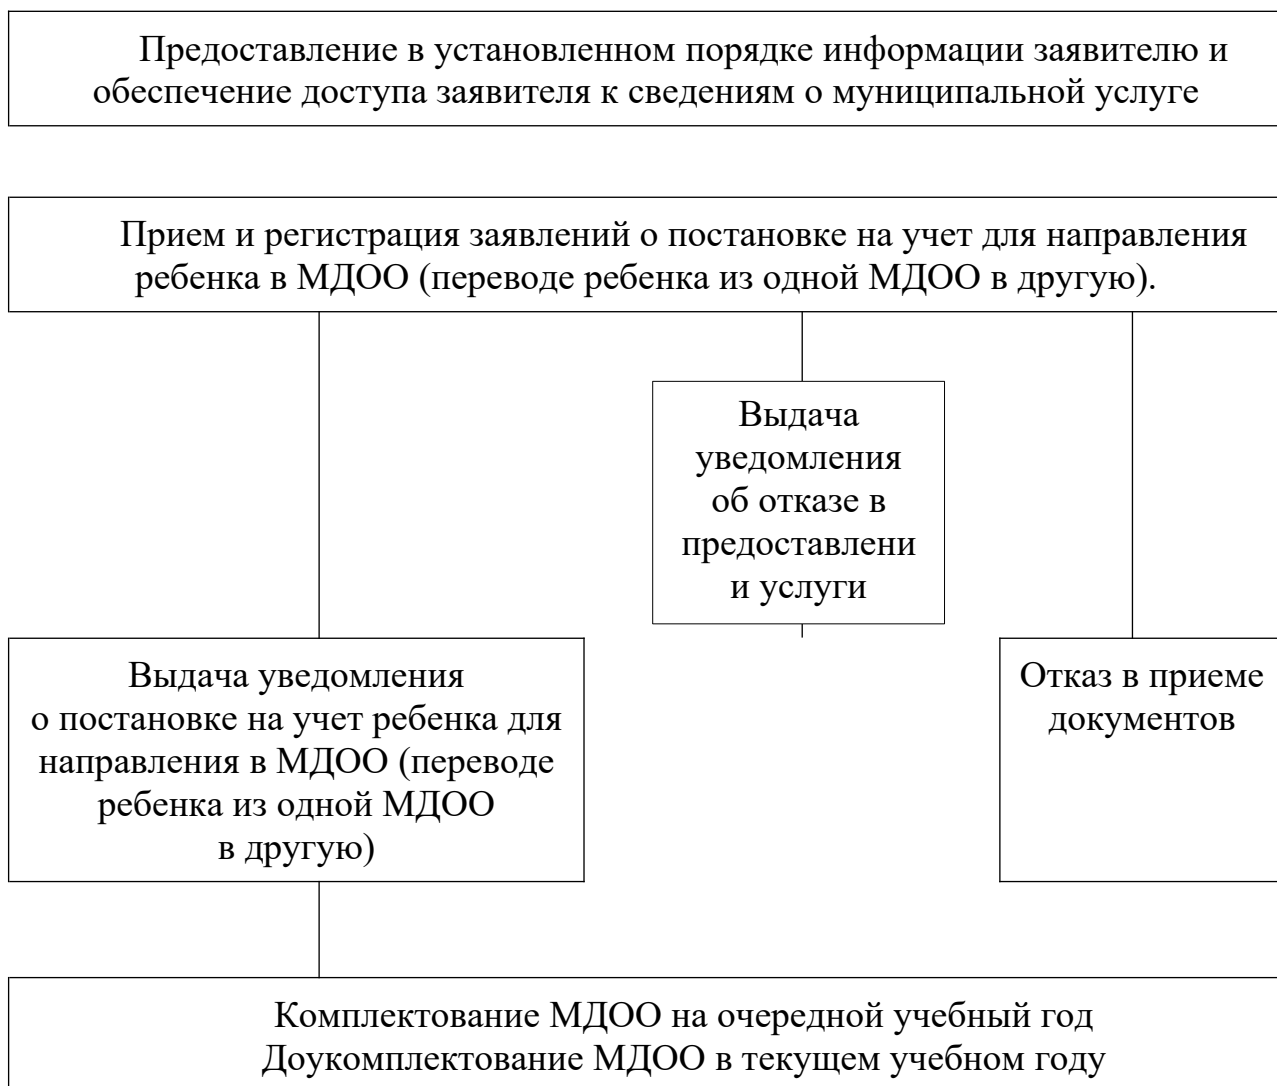 Предоставление в установленном порядке информации заявителю и
обеспечение доступа заявителя к сведениям о муниципальной услуге
Прием и регистрация заявлений о постановке на учет для направления
ребенка в МДОО (переводе ребенка из одной МДОО в другую).
Выдача
уведомления
об отказе в
предоставлени
и услуги
Выдача уведомления
о постановке на учет ребенка для
направления в МДОО (переводе
ребенка из одной МДОО
в другую)
Отказ в приеме
документов
Комплектование МДОО на очередной учебный год
Доукомплектование МДОО в текущем учебном году